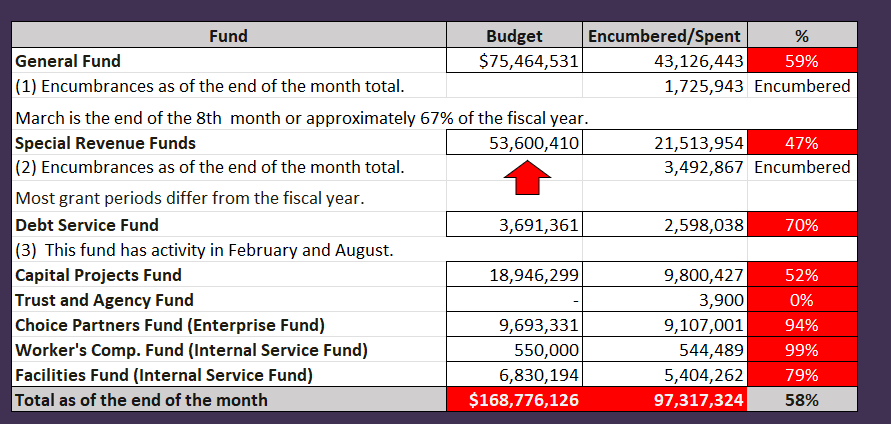 Fund Budget Encumbered/Spent %
General Fund $75,464,531 43,126,443 59%
(1) Encumbrances as of the end of the month total. 1,725,943 Encumbered
March is the end of the 8th month or approximately 67% of the fiscal year.
Special Revenue Funds 53,600,410 21,513,954 47%
(2) Encumbrances as of the end of the month total. 3,492,867 Encumbered
Most grant periods differ from the fiscal year.
Debt Service Fund 3,691,361 2,598,038 70%
(3) This fund has activity in February and August.
Capital Projects Fund 18,946,299 9,800,427 52%
Trust and Agency Fund - 3,900 0%
Choice Partners Fund (Enterprise Fund) 9,693,331 9,107,001 94%
Worker's Comp. Fund (Internal Service Fund) 550,000 544,489 99%
Facilities Fund (Internal Service Fund) 6,830,194 5,404,262 79%
Total as of the end of the month $168,776,126 97,317,324 58%